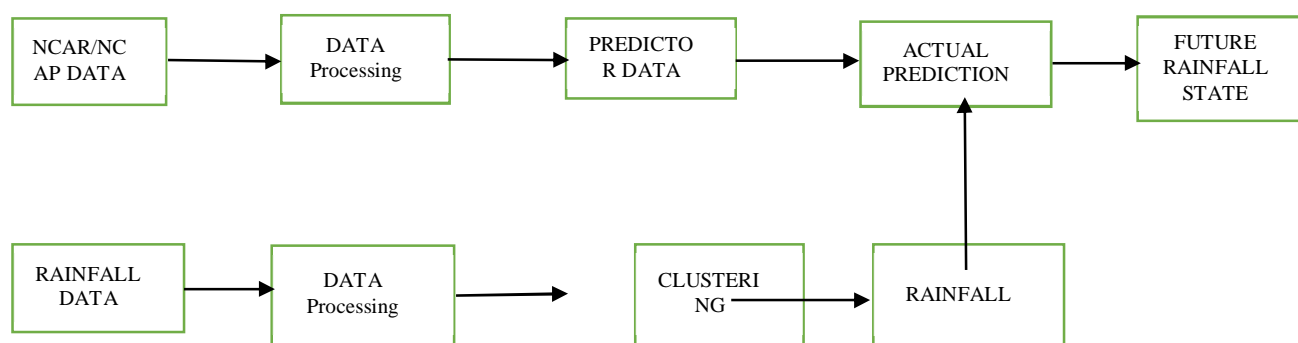 NCAR/NC
AP DATA
DATA
Processing
PREDICTO
R DATA
ACTUAL
PREDICTION
FUTURE
RAINFALL
STATE
RAINFALL
DATA
DATA
Processing
CLUSTERI
NG
RAINFALL